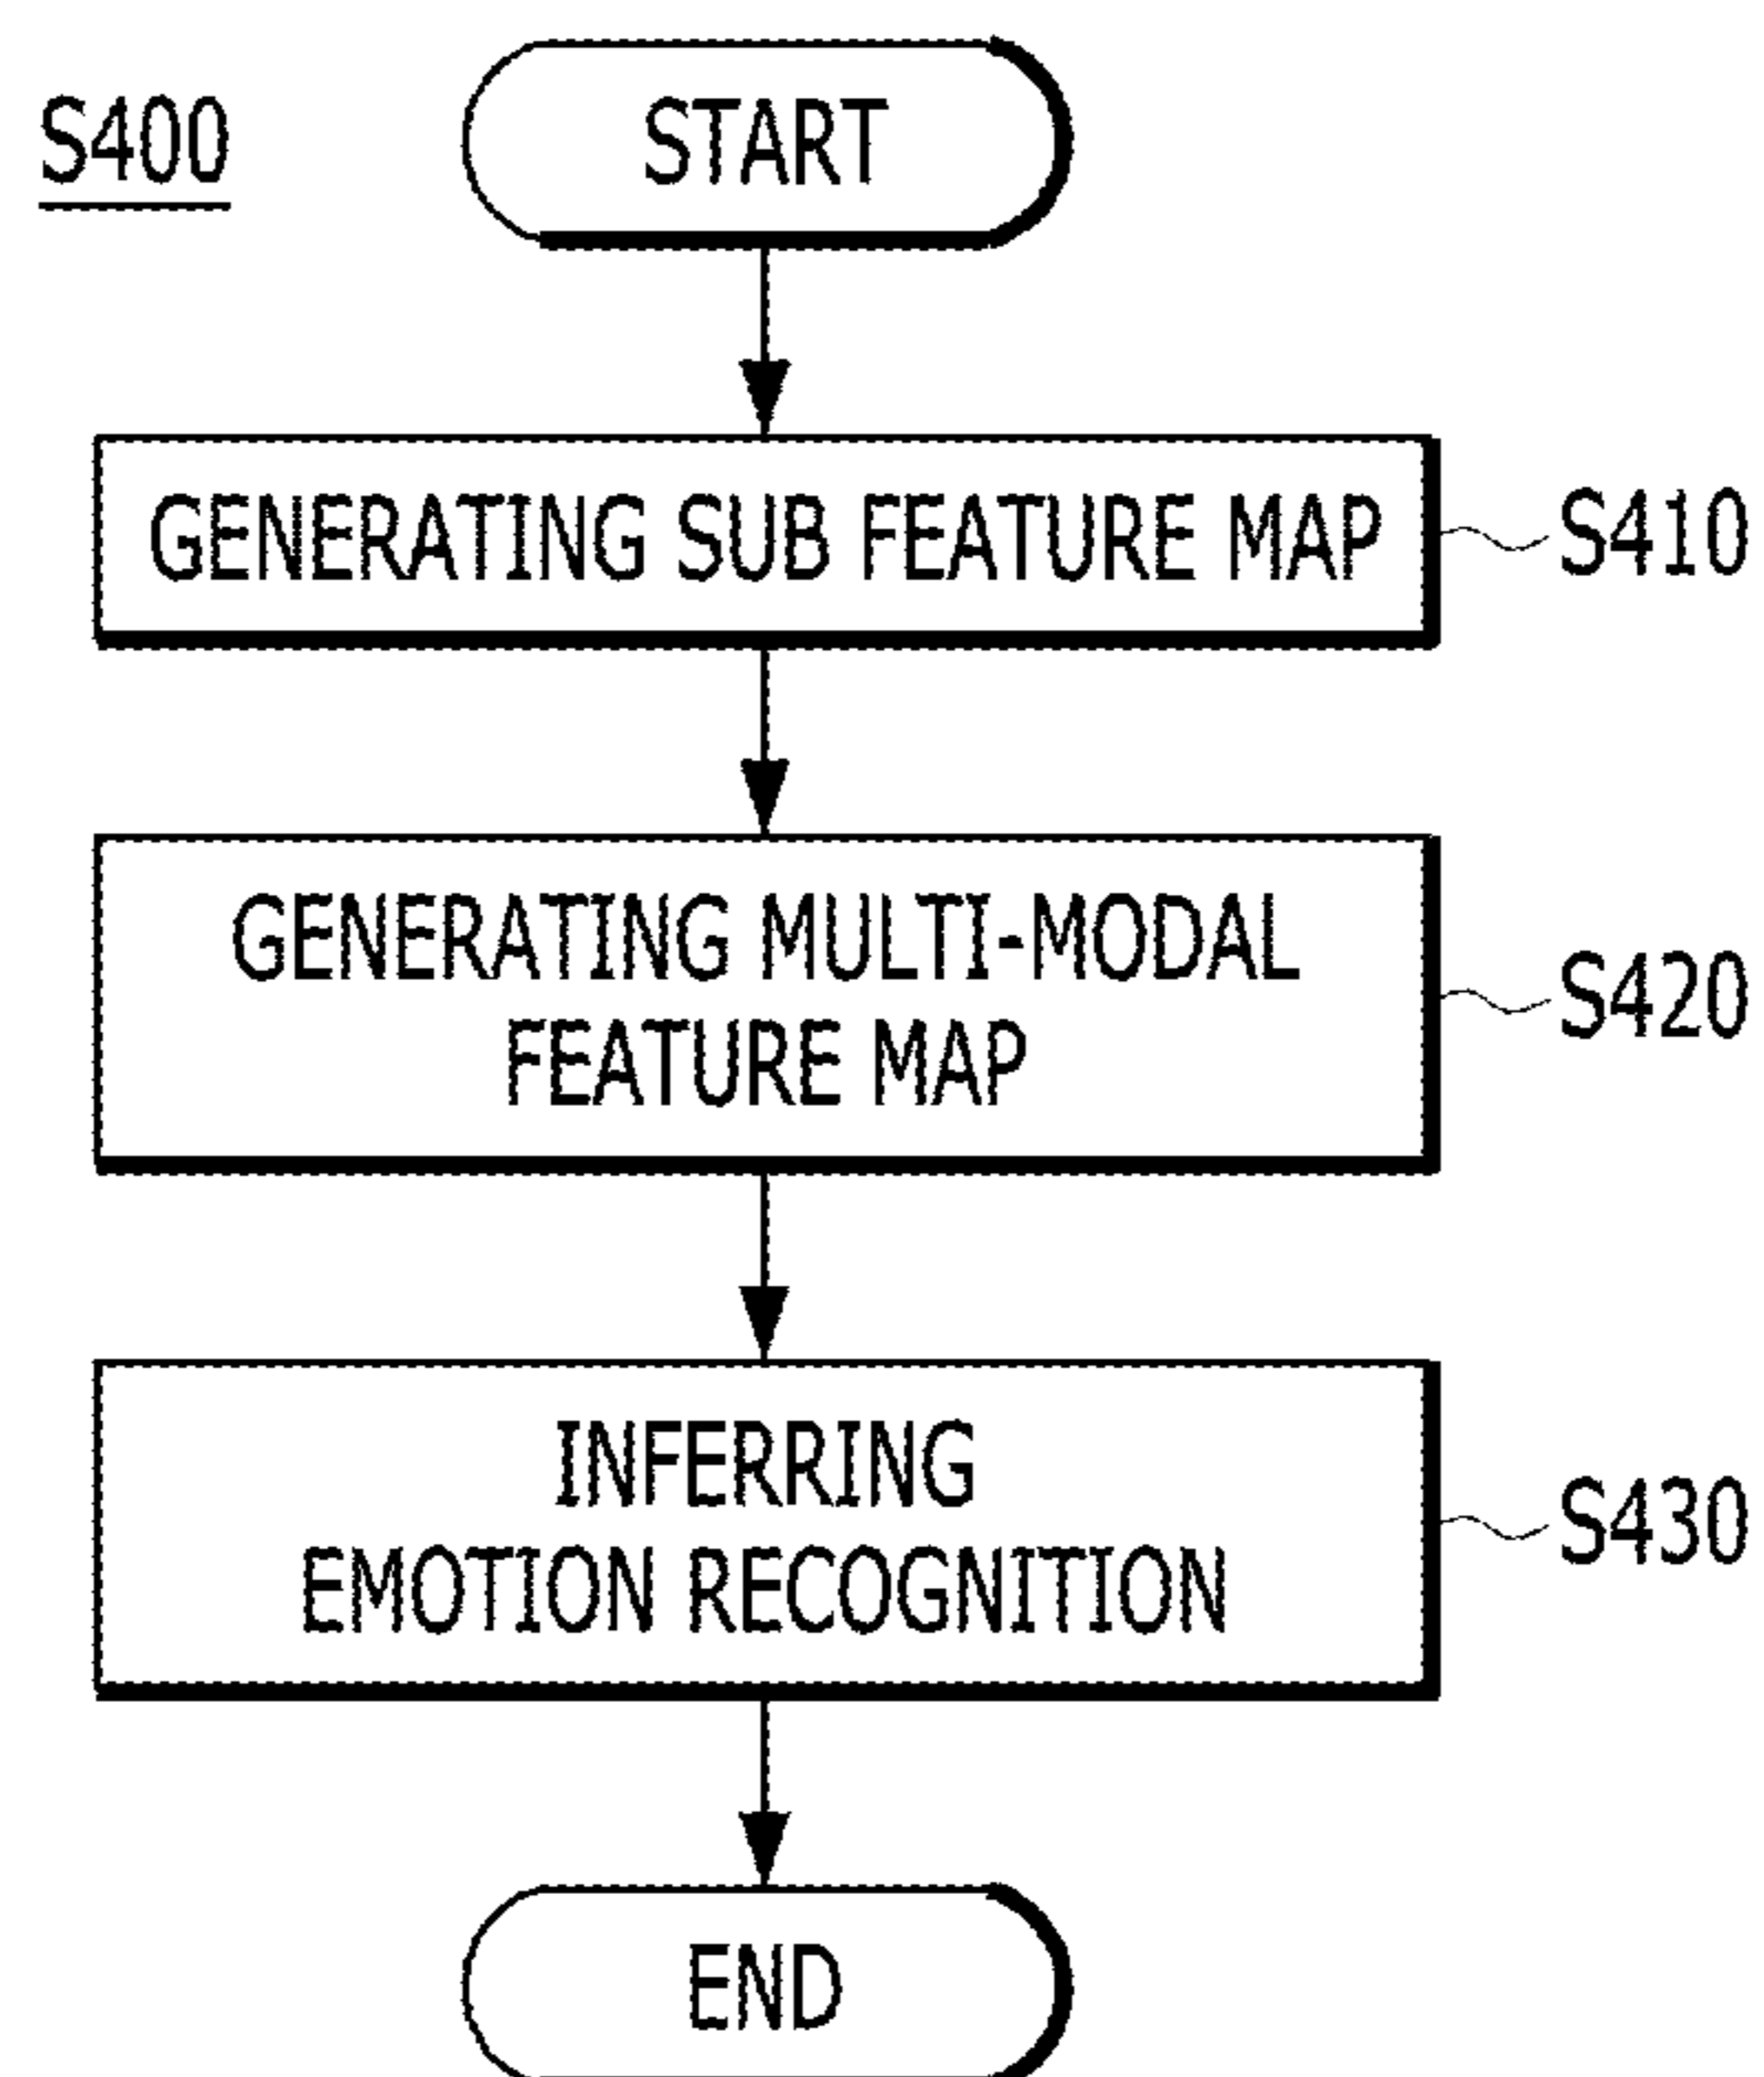 S400
START
GENERATING SUB FEATURE MAP
S410
GENERATING MULTI-MODAL
FEATURE MAP
S420
INFERRING
EMOTION RECOGNITION
S430
END